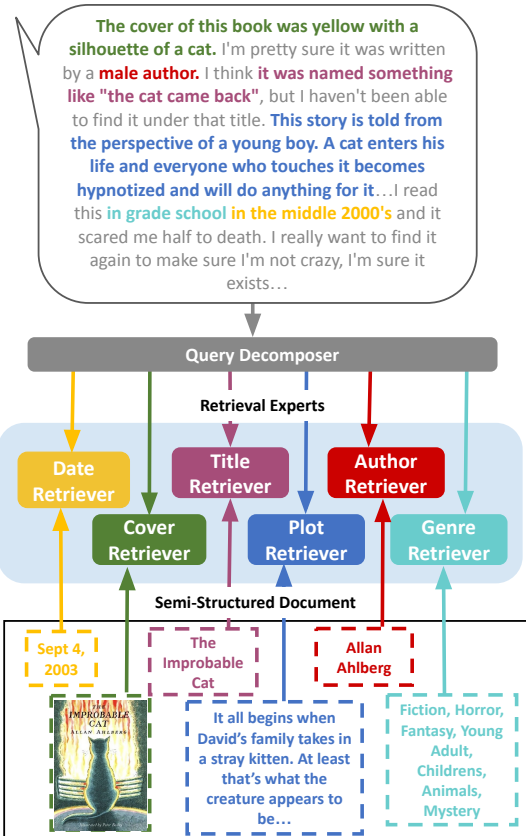 The cover of this book was yellow with a
silhouette of a cat. I'm pretty sure it was written
by a male author. I think it was named something
like "the cat came back", but I haven't been able
to find it under that title. This story is told from
the perspective of a young boy. A cat enters his
life and everyone who touches it becomes
hypnotized and will do anything for it...I read
this in grade school in the middle 2000's and it
scared me half to death. I really want to find it
again to make sure I'm not crazy, I'm sure it
exists...
Query Decomposer
Retrieval Experts
Date
Retriever
Title
Retriever
Author
Retriever
Cover
Retriever
Plot
Retriever
Genre
Retriever
Semi-Structured Document
Sept 4,
2003
The
Improbable
Cat
Allan
Ahlberg
THE
IMPROBABLE
CAT
ALLAN AHLBERG
It all begins when
David's family takes in
a stray kitten. At least
that's what the
creature appears to
be...
Fiction, Horror,
Fantasy, Young
Adult,
Childrens,
Animals,
Mystery